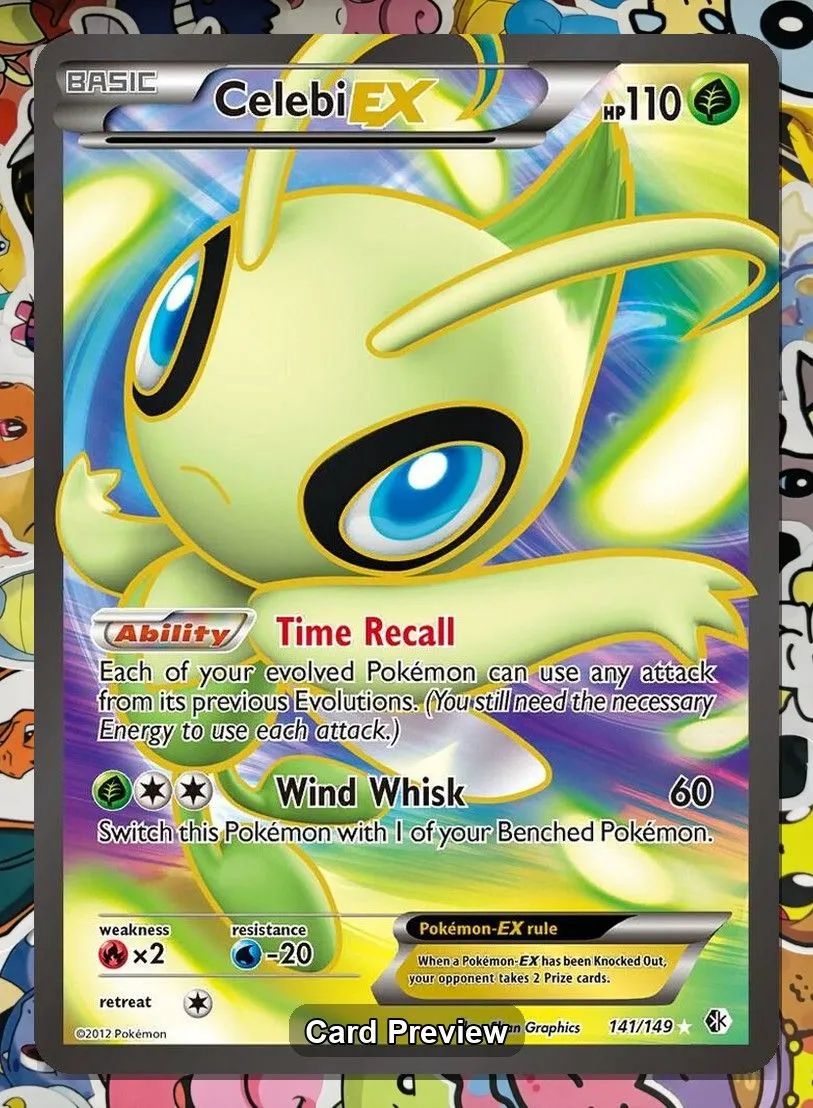 BASIC
Celebi EX
HP 110
Ability Time Recall
Each of your evolved Pokémon can use any attack
from its previous Evolutions. (You still need the necessary
Energy to use each attack.)
Wind Whisk 60
Switch this Pokémon with 1 of your Benched Pokémon.
weakness
×2
resistance
-20
retreat
Pokémon-EX rule
When a Pokémon-EX has been Knocked Out,
your opponent takes 2 Prize cards.
©2012 Pokémon
Card Preview
Graphics
141/149